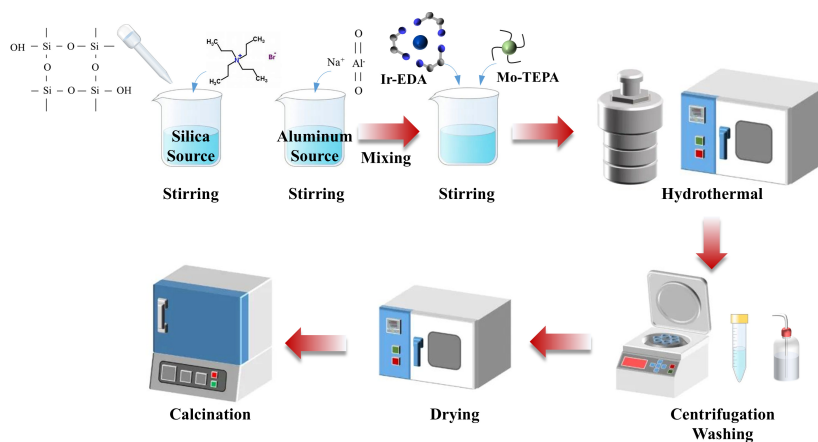 OH — Si — O — Si —
O O
— Si — O — Si — OH
N⁺
Br⁻
O
Na⁺ Al⁻
O
Ir-EDA
Mo-TEPA
Silica
Source
Aluminum
Source
Mixing
Stirring
Stirring
Stirring
Hydrothermal
Calcination
Drying
Centrifugation
Washing